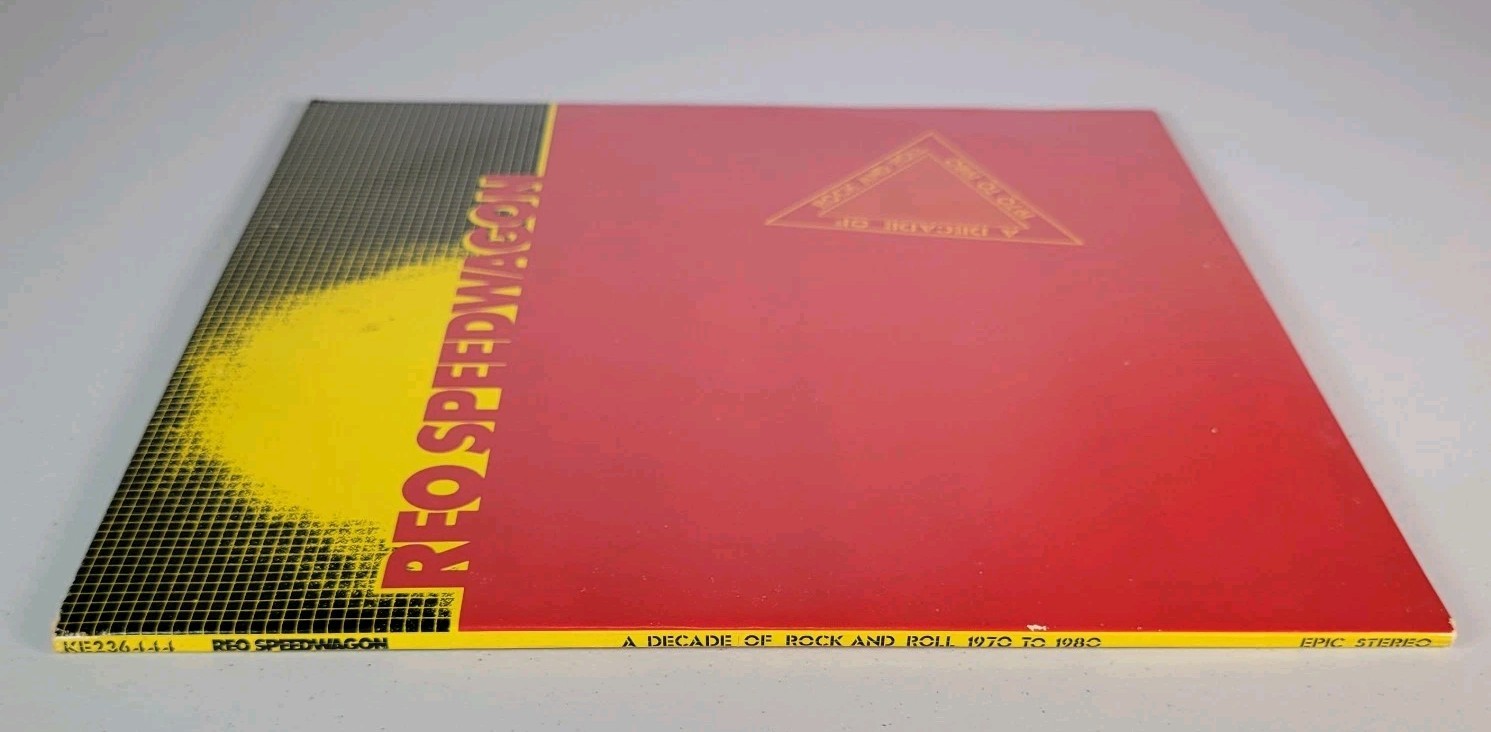 REO SPEEDWAGON
A DECADE OF
ROCK AND ROLL
1970 TO 1980
KE236444 REO SPEEDWAGON A DECADE OF ROCK AND ROLL 1970 TO 1980 EPIC STEREO